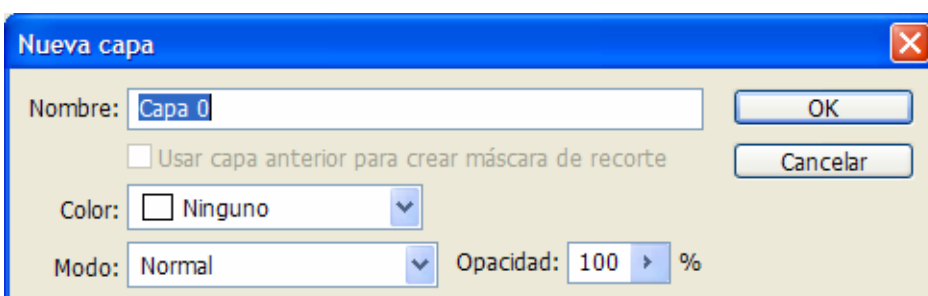 Nueva capa
Nombre: Capa 0 OK
Usar capa anterior para crear máscara de recorte Cancelar
Color: Ninguno
Modo: Normal Opacidad: 100 %